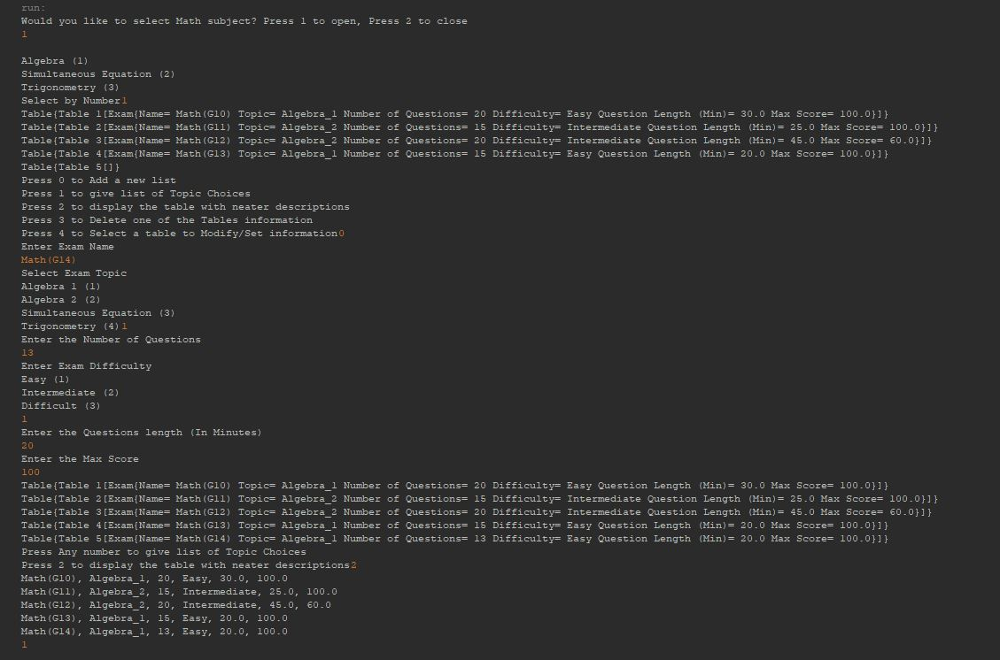 run:
Would you like to select Math subject? Press 1 to open, Press 2 to close
1
Algebra (1)
Simultaneous Equation (2)
Trigonometry (3)
Select by Number1
Table{Table 1[Exam{Name= Math(G10) Topic= Algebra_1 Number of Questions= 20 Difficulty= Easy Question Length (Min)= 30.0 Max Score= 100.0}]}
Table{Table 2[Exam{Name= Math(G11) Topic= Algebra_2 Number of Questions= 15 Difficulty= Intermediate Question Length (Min)= 25.0 Max Score= 100.0}]}
Table{Table 3[Exam{Name= Math(G12) Topic= Algebra_2 Number of Questions= 20 Difficulty= Intermediate Question Length (Min)= 45.0 Max Score= 60.0}]}
Table{Table 4[Exam{Name= Math(G13) Topic= Algebra_1 Number of Questions= 15 Difficulty= Easy Question Length (Min)= 20.0 Max Score= 100.0}]}
Table{Table 5[]}
Press 0 to Add a new list
Press 1 to give list of Topic Choices
Press 2 to display the table with neater descriptions
Press 3 to Delete one of the Tables information
Press 4 to Select a table to Modify/Set information0
Enter Exam Name
Math(G14)
Select Exam Topic
Algebra 1 (1)
Algebra 2 (2)
Simultaneous Equation (3)
Trigonometry (4)1
Enter the Number of Questions
13
Enter Exam Difficulty
Easy (1)
Intermediate (2)
Difficult (3)
1
Enter the Questions length (In Minutes)
20
Enter the Max Score
100
Table{Table 1[Exam{Name= Math(G10) Topic= Algebra_1 Number of Questions= 20 Difficulty= Easy Question Length (Min)= 30.0 Max Score= 100.0}]}
Table{Table 2[Exam{Name= Math(G11) Topic= Algebra_2 Number of Questions= 15 Difficulty= Intermediate Question Length (Min)= 25.0 Max Score= 100.0}]}
Table{Table 3[Exam{Name= Math(G12) Topic= Algebra_2 Number of Questions= 20 Difficulty= Intermediate Question Length (Min)= 45.0 Max Score= 60.0}]}
Table{Table 4[Exam{Name= Math(G13) Topic= Algebra_1 Number of Questions= 15 Difficulty= Easy Question Length (Min)= 20.0 Max Score= 100.0}]}
Table{Table 5[Exam{Name= Math(G14) Topic= Algebra_1 Number of Questions= 13 Difficulty= Easy Question Length (Min)= 20.0 Max Score= 100.0}]}
Press Any number to give list of Topic Choices
Press 2 to display the table with neater descriptions2
Math(G10), Algebra_1, 20, Easy, 30.0, 100.0
Math(G11), Algebra_2, 15, Intermediate, 25.0, 100.0
Math(G12), Algebra_2, 20, Intermediate, 45.0, 60.0
Math(G13), Algebra_1, 15, Easy, 20.0, 100.0
Math(G14), Algebra_1, 13, Easy, 20.0, 100.0
1